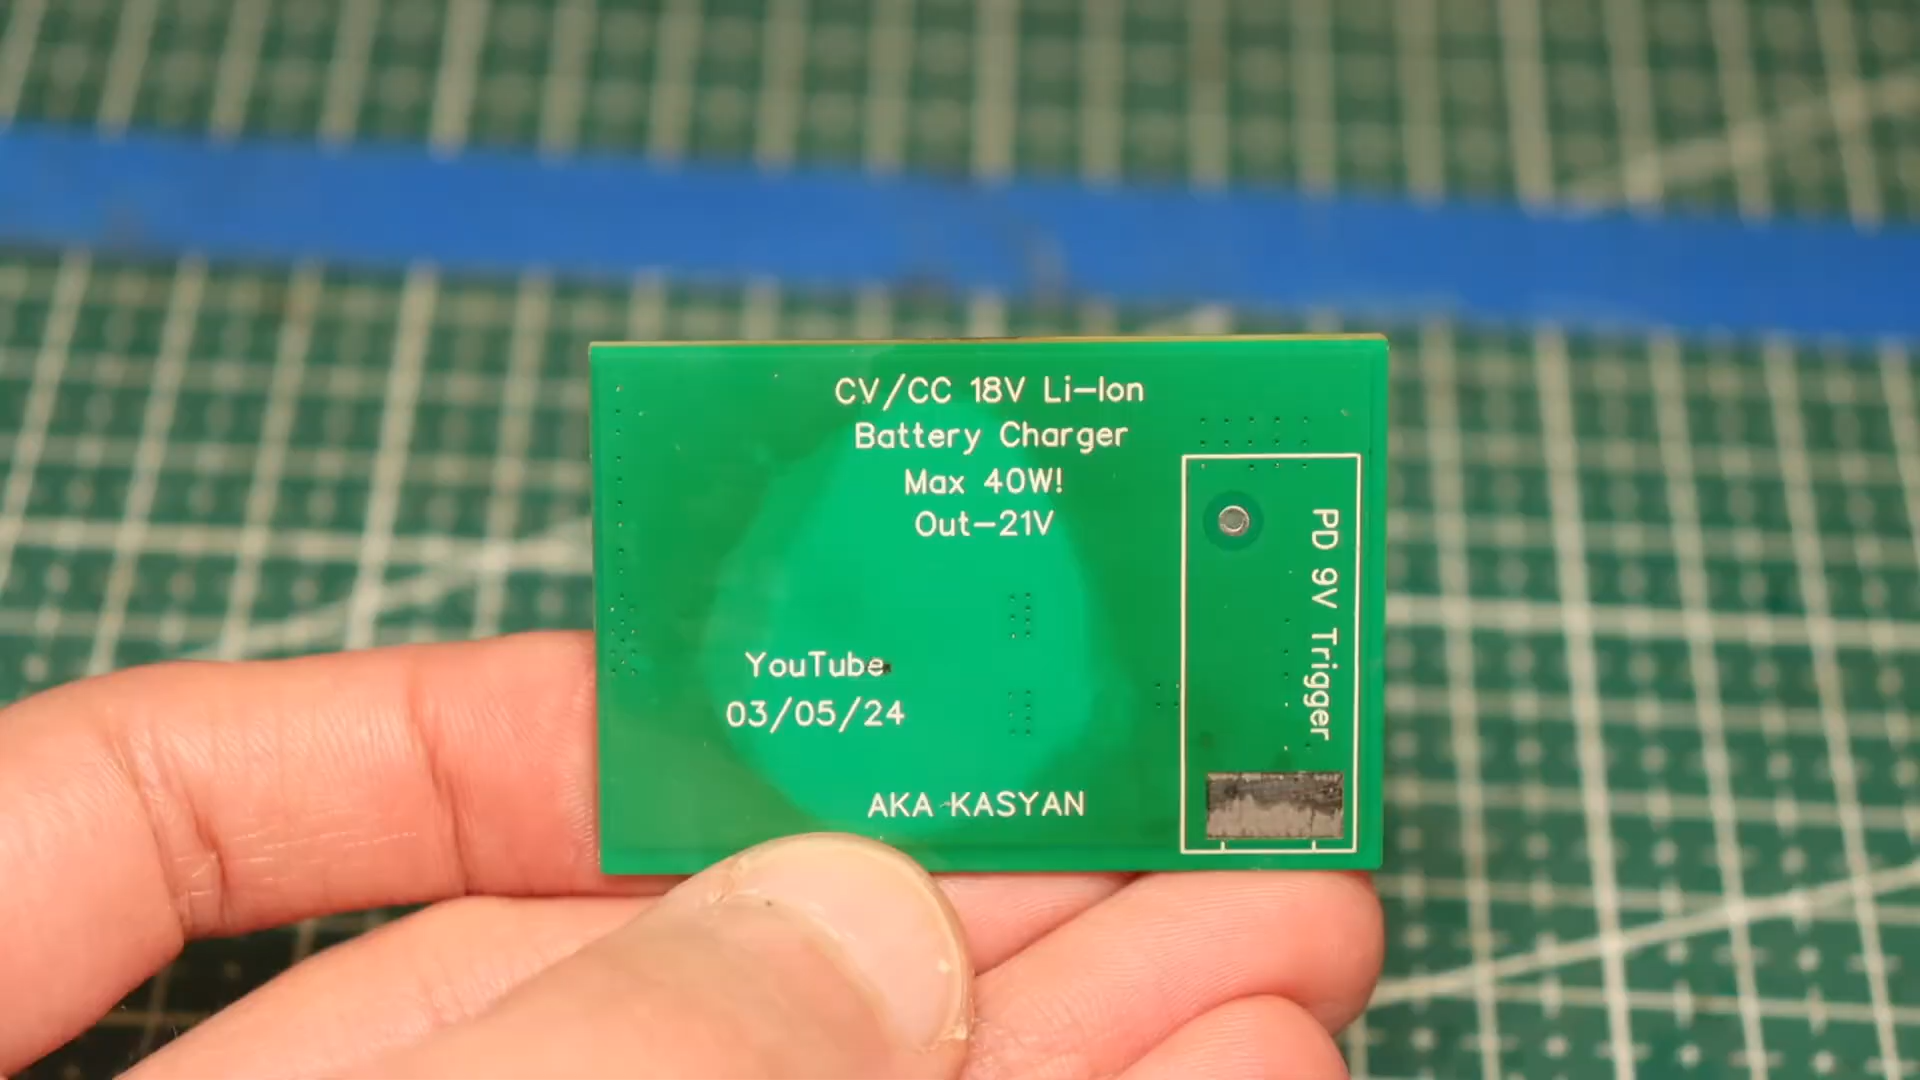 CV/CC 18V Li-Ion
Battery Charger
Max 40W!
Out-21V
PD 9V Trigger
YouTube
03/05/24
AKA KASYAN